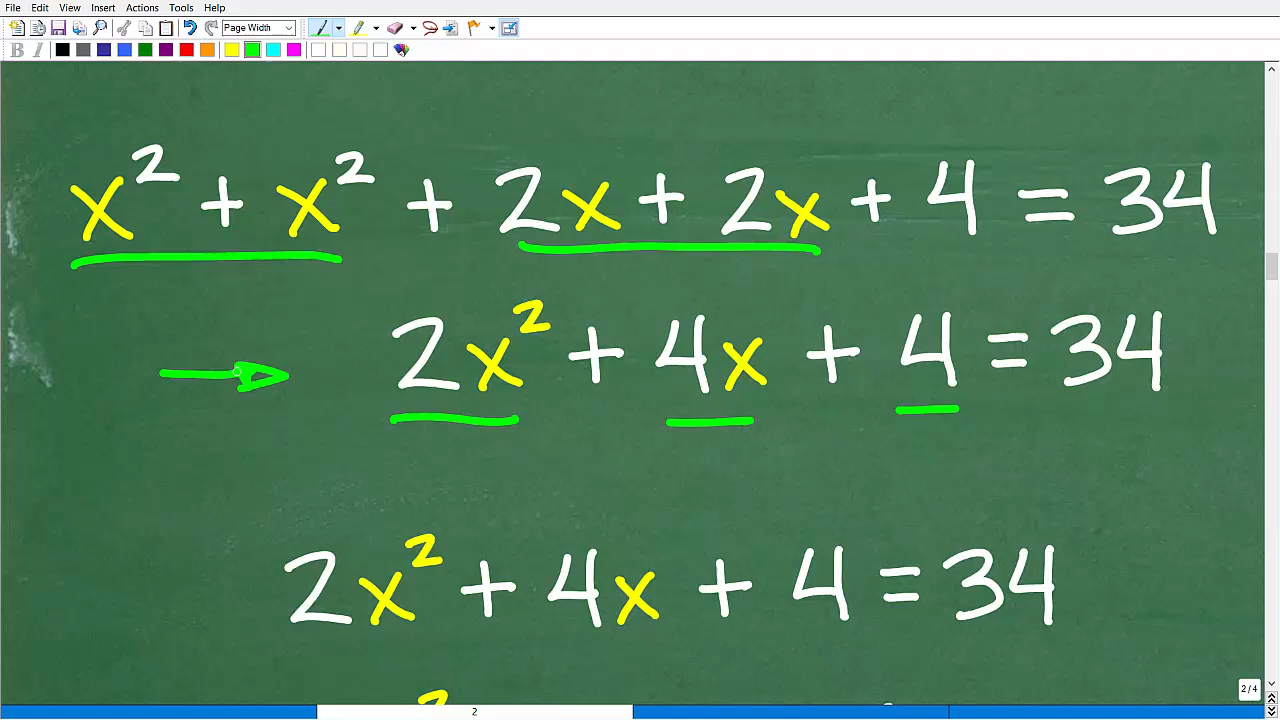 File Edit View Insert Actions Tools Help
Page Width
B I
x² + x² + 2x + 2x + 4 = 34
2x² + 4x + 4 = 34
2x² + 4x + 4 = 34
2
2/4
2